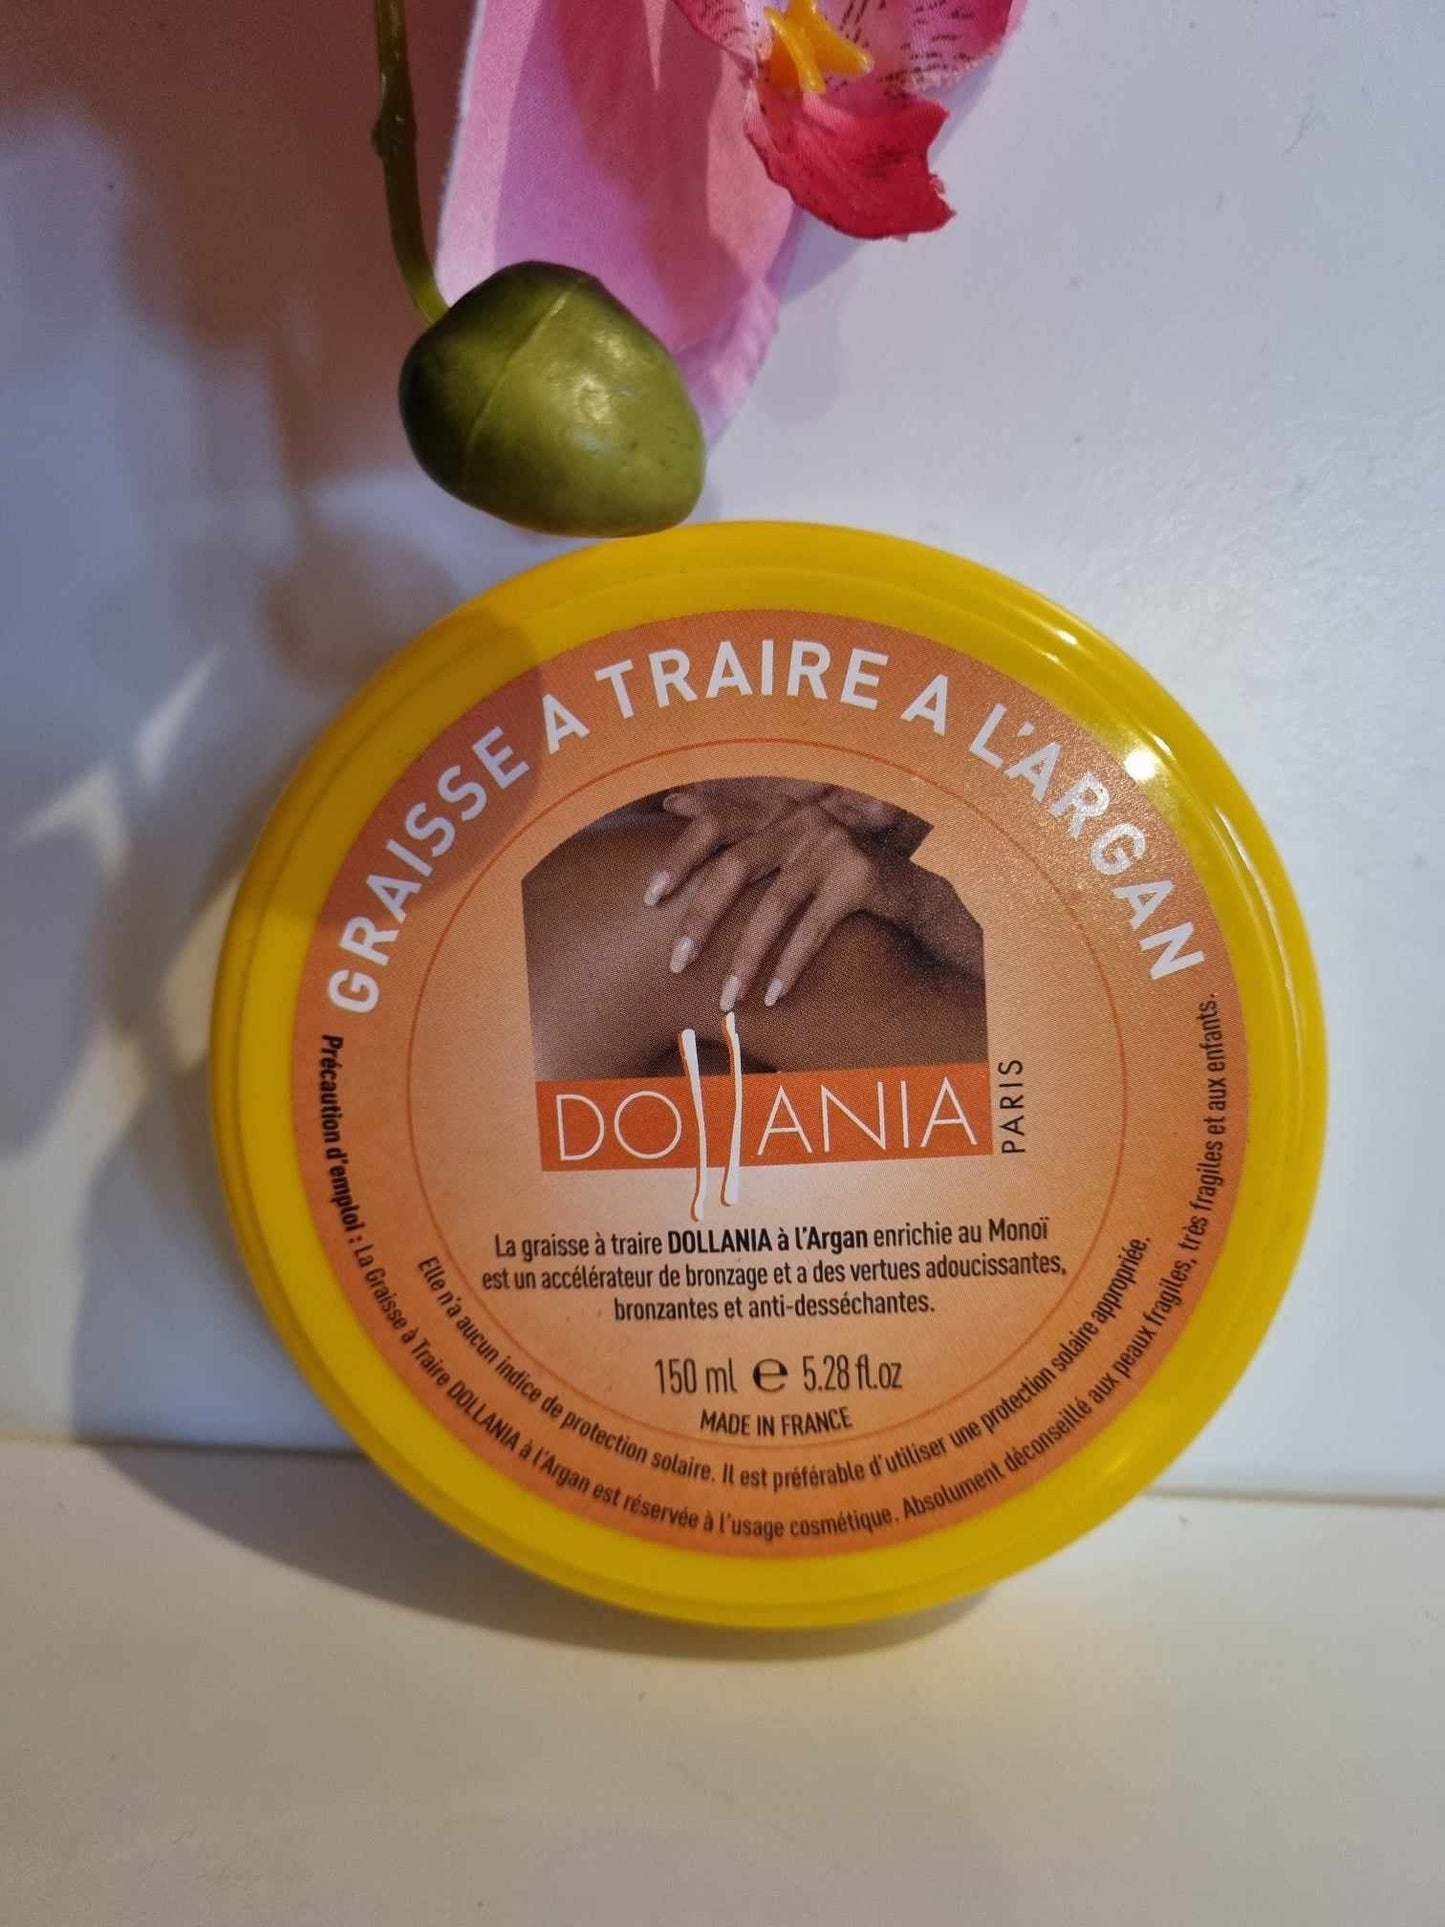 GRAISSE A TRAIRE A L'ARGAN
DOllANIA
PARIS
La graisse à traire DOLLANIA à l'Argan enrichie au Monoï
est un accélérateur de bronzage et a des vertues adoucissantes,
bronzantes et anti-desséchantes.
150 ml ℮ 5.28 fl.oz
MADE IN FRANCE
Elle n'a aucun indice de protection solaire. Il est préférable d'utiliser une protection solaire appropriée.
Précaution d'emploi : La Graisse à Traire DOLLANIA à l'Argan est réservée à l'usage cosmétique. Absolument déconseillé aux peaux fragiles, très fragiles et aux enfants.